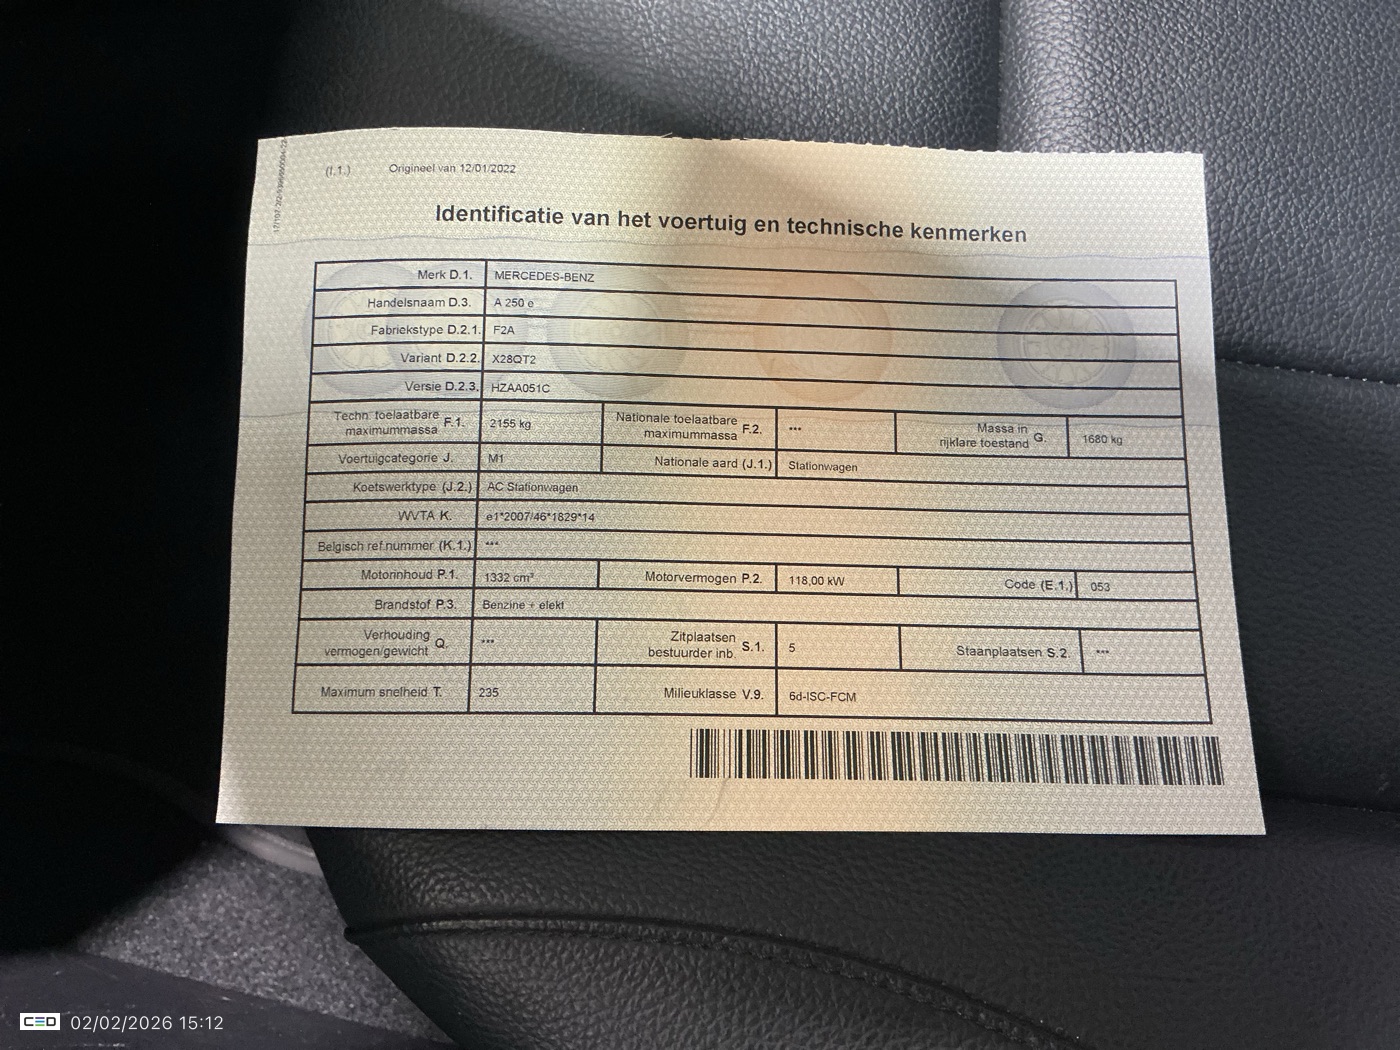 (I.1.) Origineel van 12/01/2022
Identificatie van het voertuig en technische kenmerken
Merk D.1. MERCEDES-BENZ
Handelsnaam D.3. A 250 e
Fabriekstype D.2.1. F2A
Variant D.2.2. X28QT2
Versie D.2.3. HZAA051C
Techn. toelaatbare maximummassa F.1. 2155 kg Nationale toelaatbare maximummassa F.2. *** Massa in rijklare toestand G. 1680 kg
Voertuigcategorie J. M1 Nationale aard (J.1.) Stationwagen
Koetswerktype (J.2.) AC Stationwagen
WVTA K. e1*2007/46*1829*14
Belgisch ref.nummer (K.1.) ***
Motorinhoud P.1. 1332 cm³ Motorvermogen P.2. 118,00 kW Code (E.1.) 053
Brandstof P.3. Benzine + elekt
Verhouding vermogen/gewicht Q. *** Zitplaatsen bestuurder inb. S.1. 5 Staanplaatsen S.2. ***
Maximum snelheid T. 235 Milieuklasse V.9. 6d-ISC-FCM
CED 02/02/2026 15:12